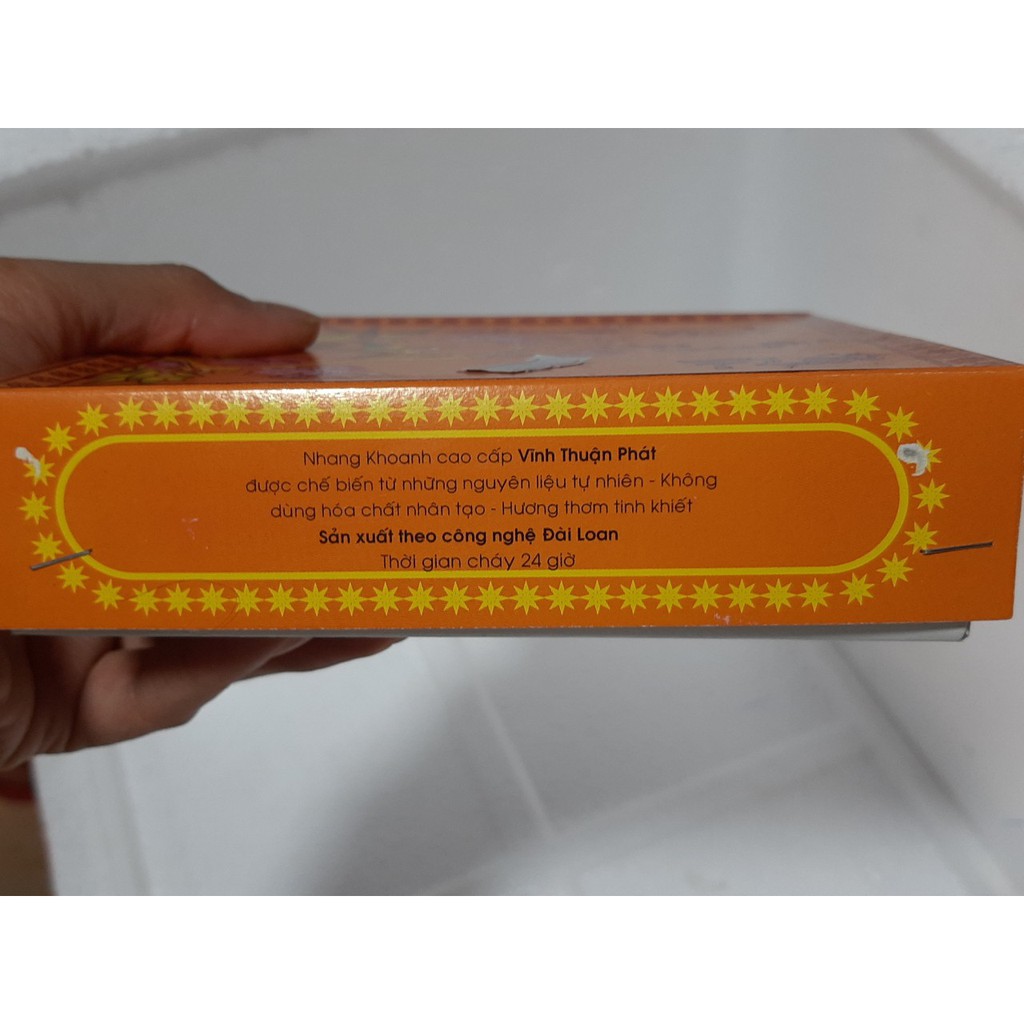 Nhang Khoanh cao cấp Vĩnh Thuận Phát
được chế biến từ những nguyên liệu tự nhiên - Không
dùng hóa chất nhân tạo - Hương thơm tinh khiết
Sản xuất theo công nghệ Đài Loan
Thời gian cháy 24 giờ